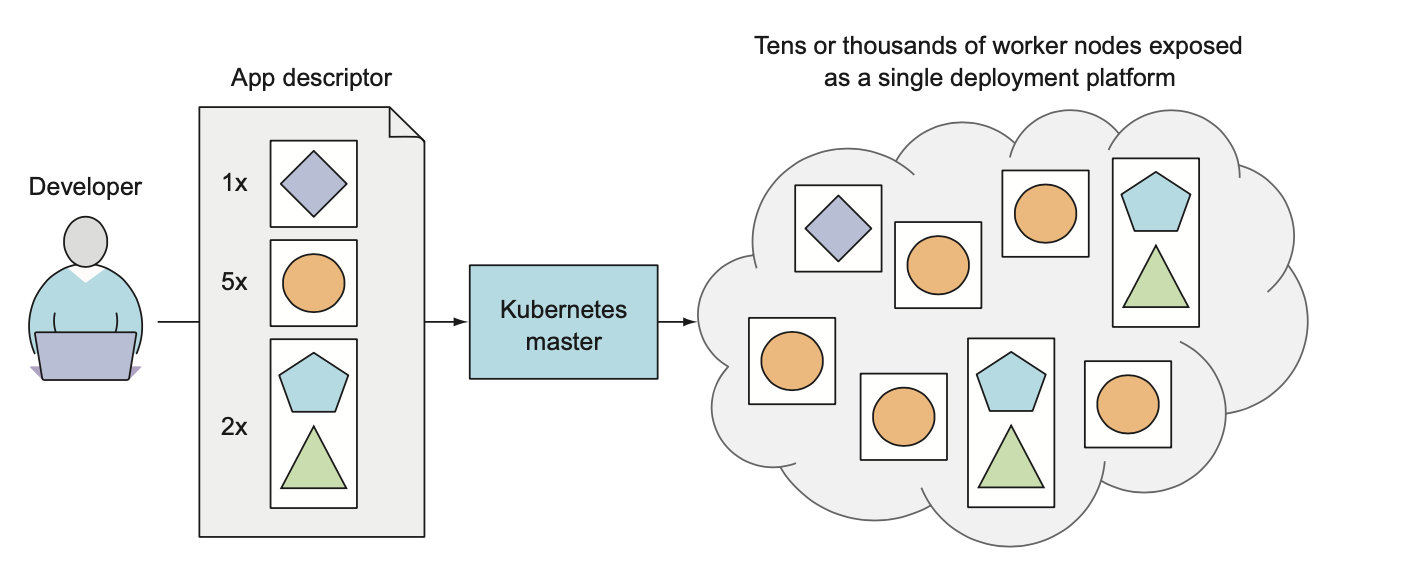 Tens or thousands of worker nodes exposed
as a single deployment platform
App descriptor
Developer
1x
5x
2x
Kubernetes
master